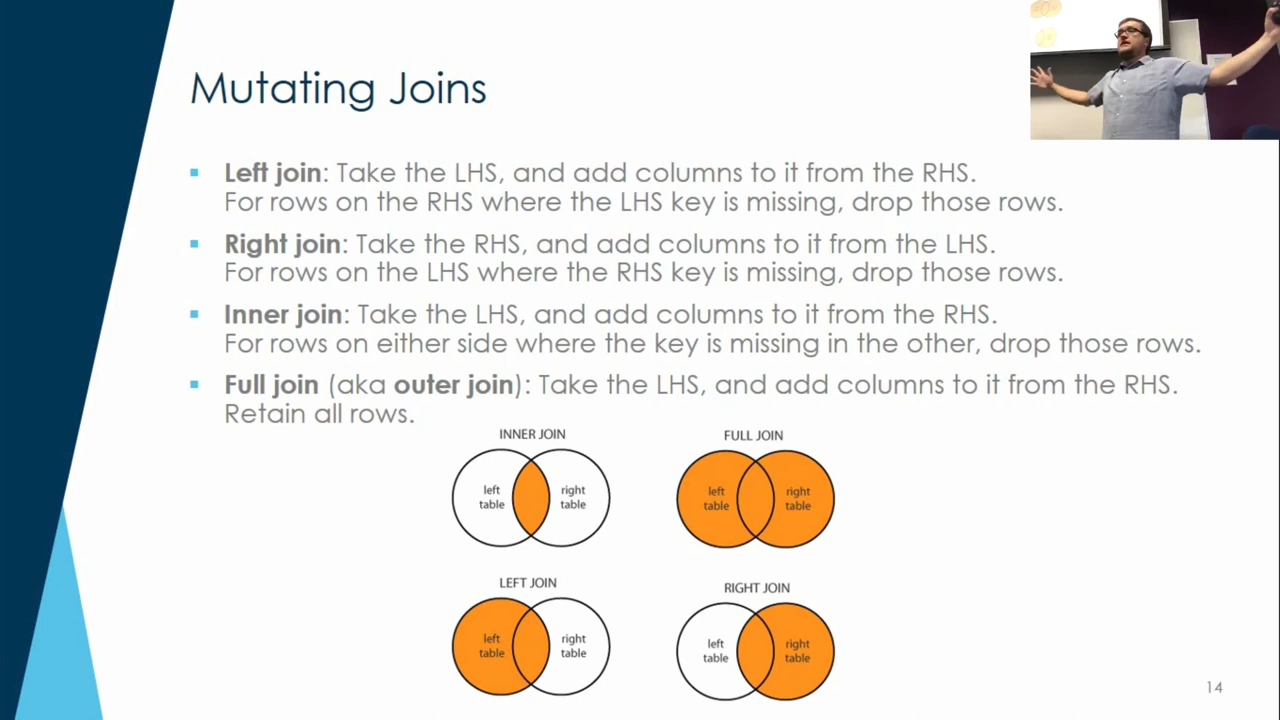 Mutating Joins
▪ Left join: Take the LHS, and add columns to it from the RHS.
For rows on the RHS where the LHS key is missing, drop those rows.
▪ Right join: Take the RHS, and add columns to it from the LHS.
For rows on the LHS where the RHS key is missing, drop those rows.
▪ Inner join: Take the LHS, and add columns to it from the RHS.
For rows on either side where the key is missing in the other, drop those rows.
▪ Full join (aka outer join): Take the LHS, and add columns to it from the RHS.
Retain all rows.
INNER JOIN
left
table
right
table
FULL JOIN
left
table
right
table
LEFT JOIN
left
table
right
table
RIGHT JOIN
left
table
right
table
14